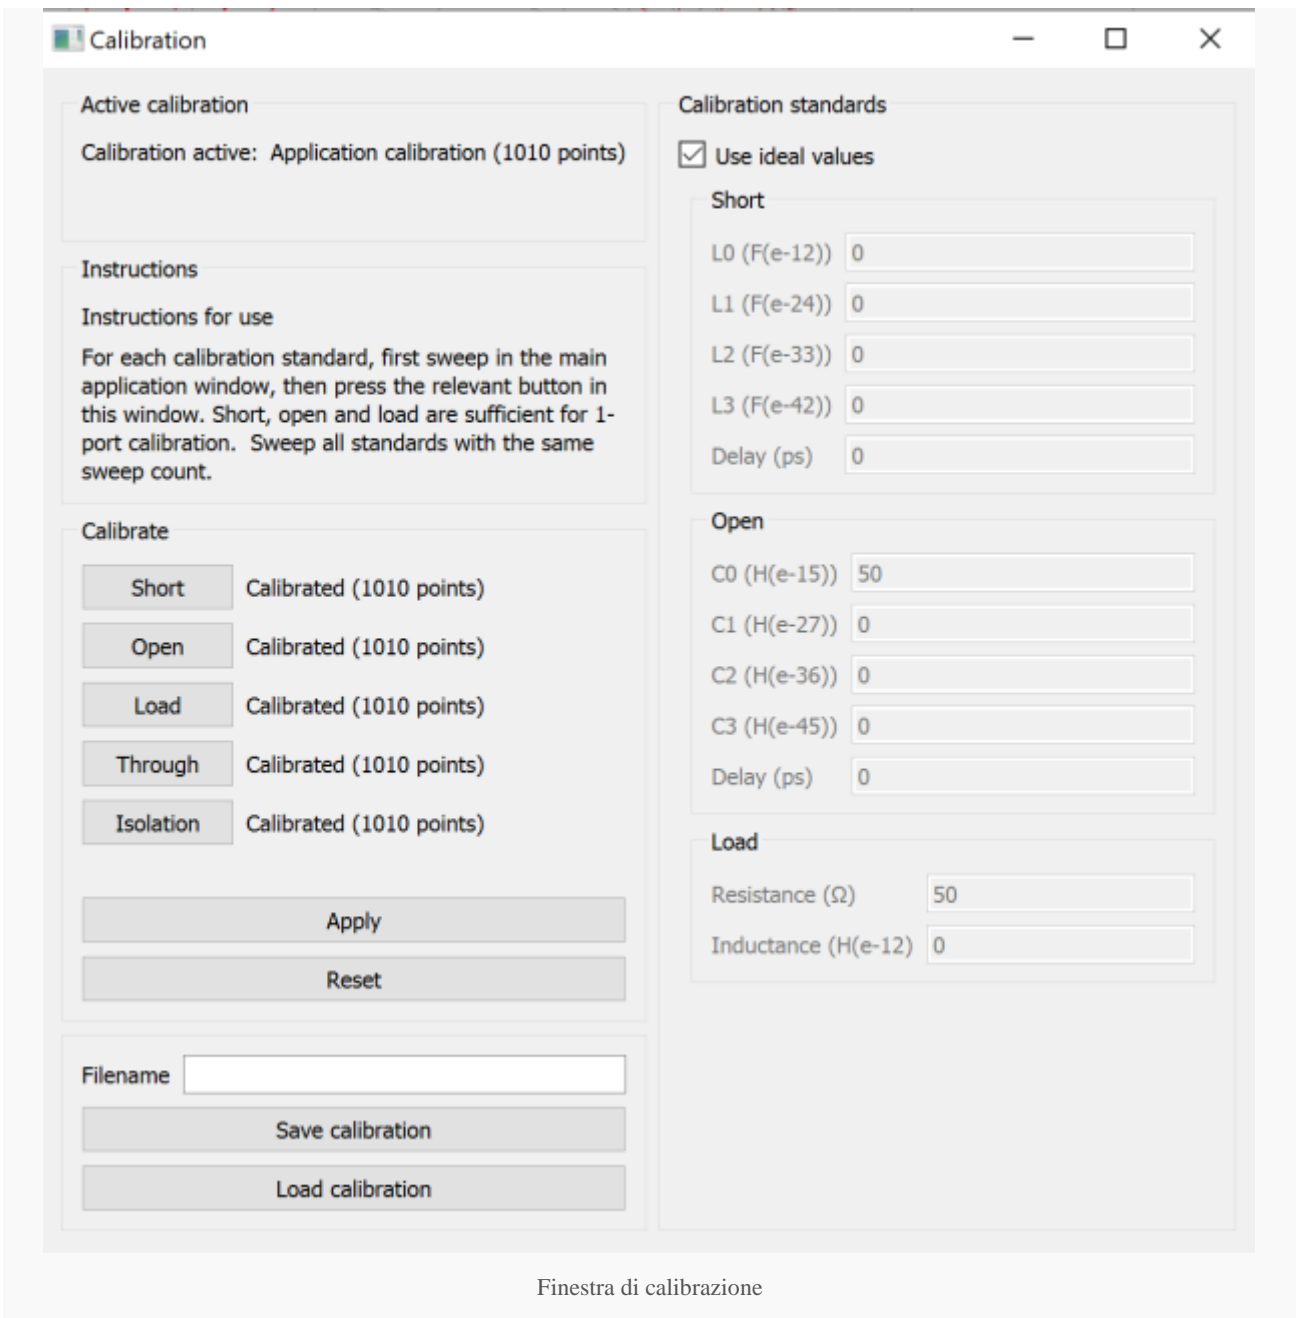 Calibration
Active calibration
Calibration active: Application calibration (1010 points)
Instructions
Instructions for use
For each calibration standard, first sweep in the main
application window, then press the relevant button in
this window. Short, open and load are sufficient for 1-
port calibration. Sweep all standards with the same
sweep count.
Calibrate
Short Calibrated (1010 points)
Open Calibrated (1010 points)
Load Calibrated (1010 points)
Through Calibrated (1010 points)
Isolation Calibrated (1010 points)
Apply
Reset
Filename
Save calibration
Load calibration
Calibration standards
Use ideal values
Short
L0 (F(e-12)) 0
L1 (F(e-24)) 0
L2 (F(e-33)) 0
L3 (F(e-42)) 0
Delay (ps) 0
Open
C0 (H(e-15)) 50
C1 (H(e-27)) 0
C2 (H(e-36)) 0
C3 (H(e-45)) 0
Delay (ps) 0
Load
Resistance (Ω) 50
Inductance (H(e-12) 0
Finestra di calibrazione